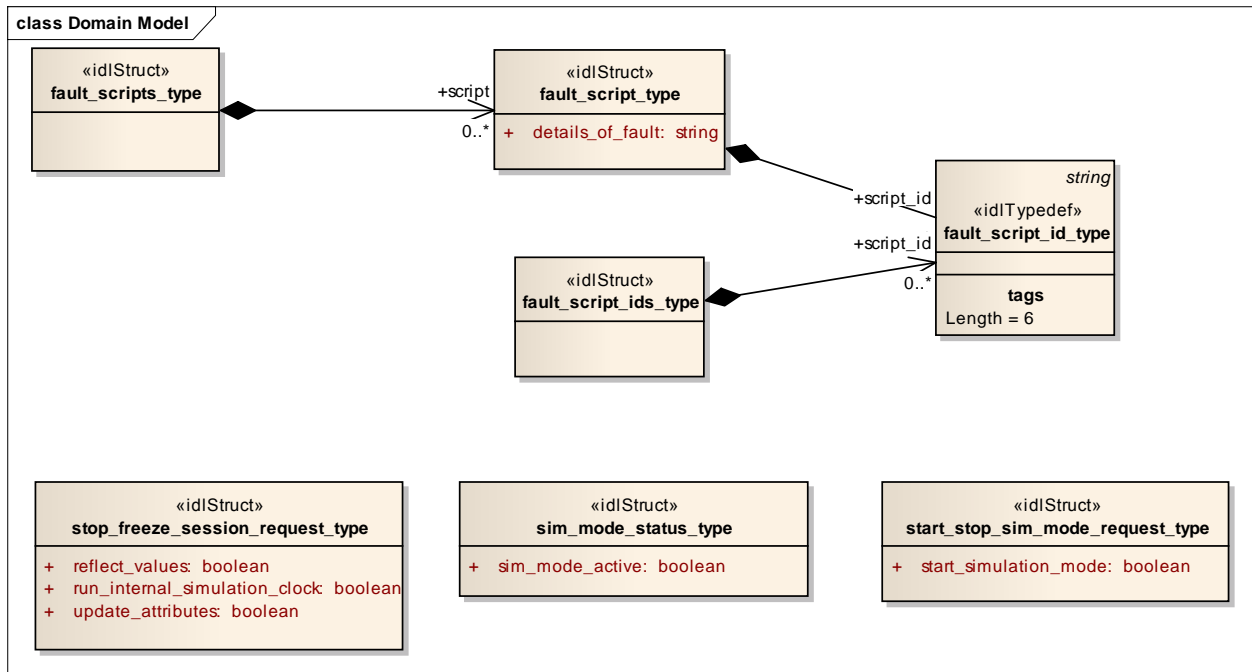 class Domain Model
«idlStruct»
fault_scripts_type
+script
0..*
«idlStruct»
fault_script_type
+ details_of_fault: string
+script_id
string
«idlTypedef»
fault_script_id_type
tags
Length = 6
+script_id
0..*
«idlStruct»
fault_script_ids_type
«idlStruct»
stop_freeze_session_request_type
+ reflect_values: boolean
+ run_internal_simulation_clock: boolean
+ update_attributes: boolean
«idlStruct»
sim_mode_status_type
+ sim_mode_active: boolean
«idlStruct»
start_stop_sim_mode_request_type
+ start_simulation_mode: boolean